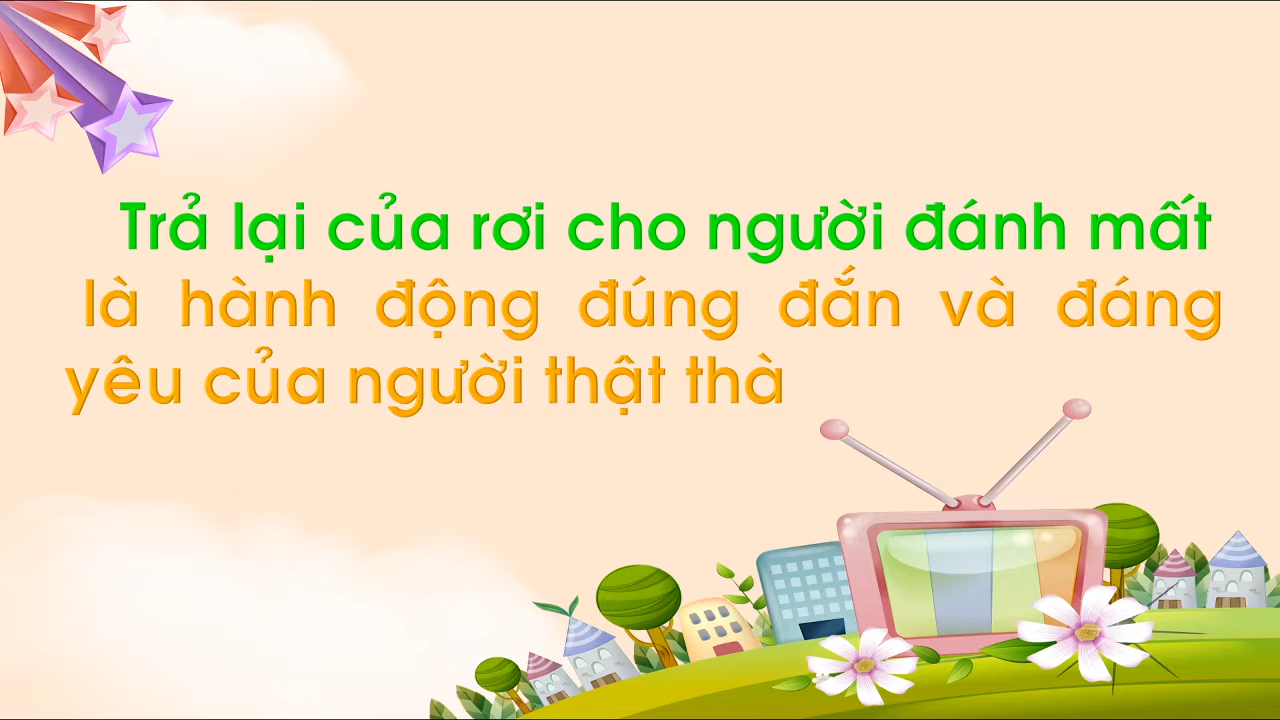 Trả lại của rơi cho người đánh mất
là hành động đúng đắn và đáng
yêu của người thật thà